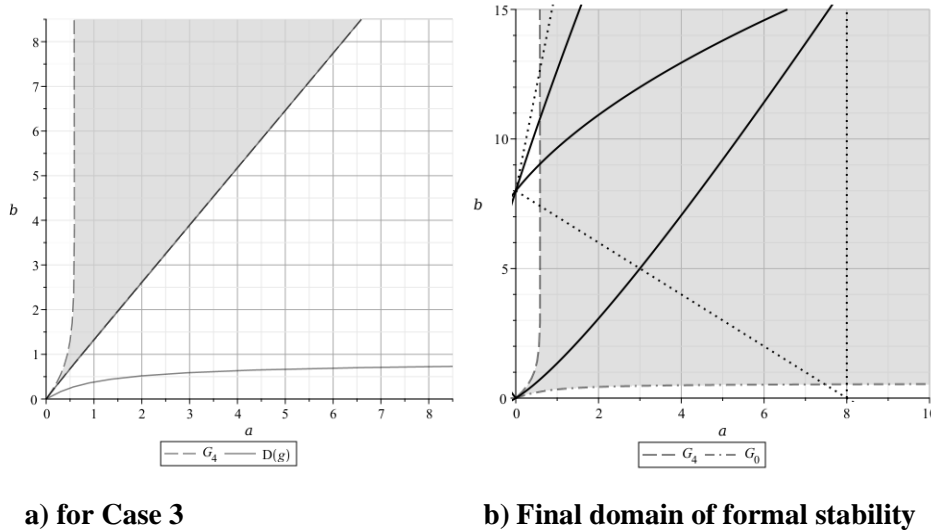 8
7
6
b
5
4
3
2
1
0
0 1 2 3 4 5 6 7 8
a
G4 D(g)
15
10
b
5
0
0 2 4 6 8 10
a
G4 G0
a) for Case 3
b) Final domain of formal stability